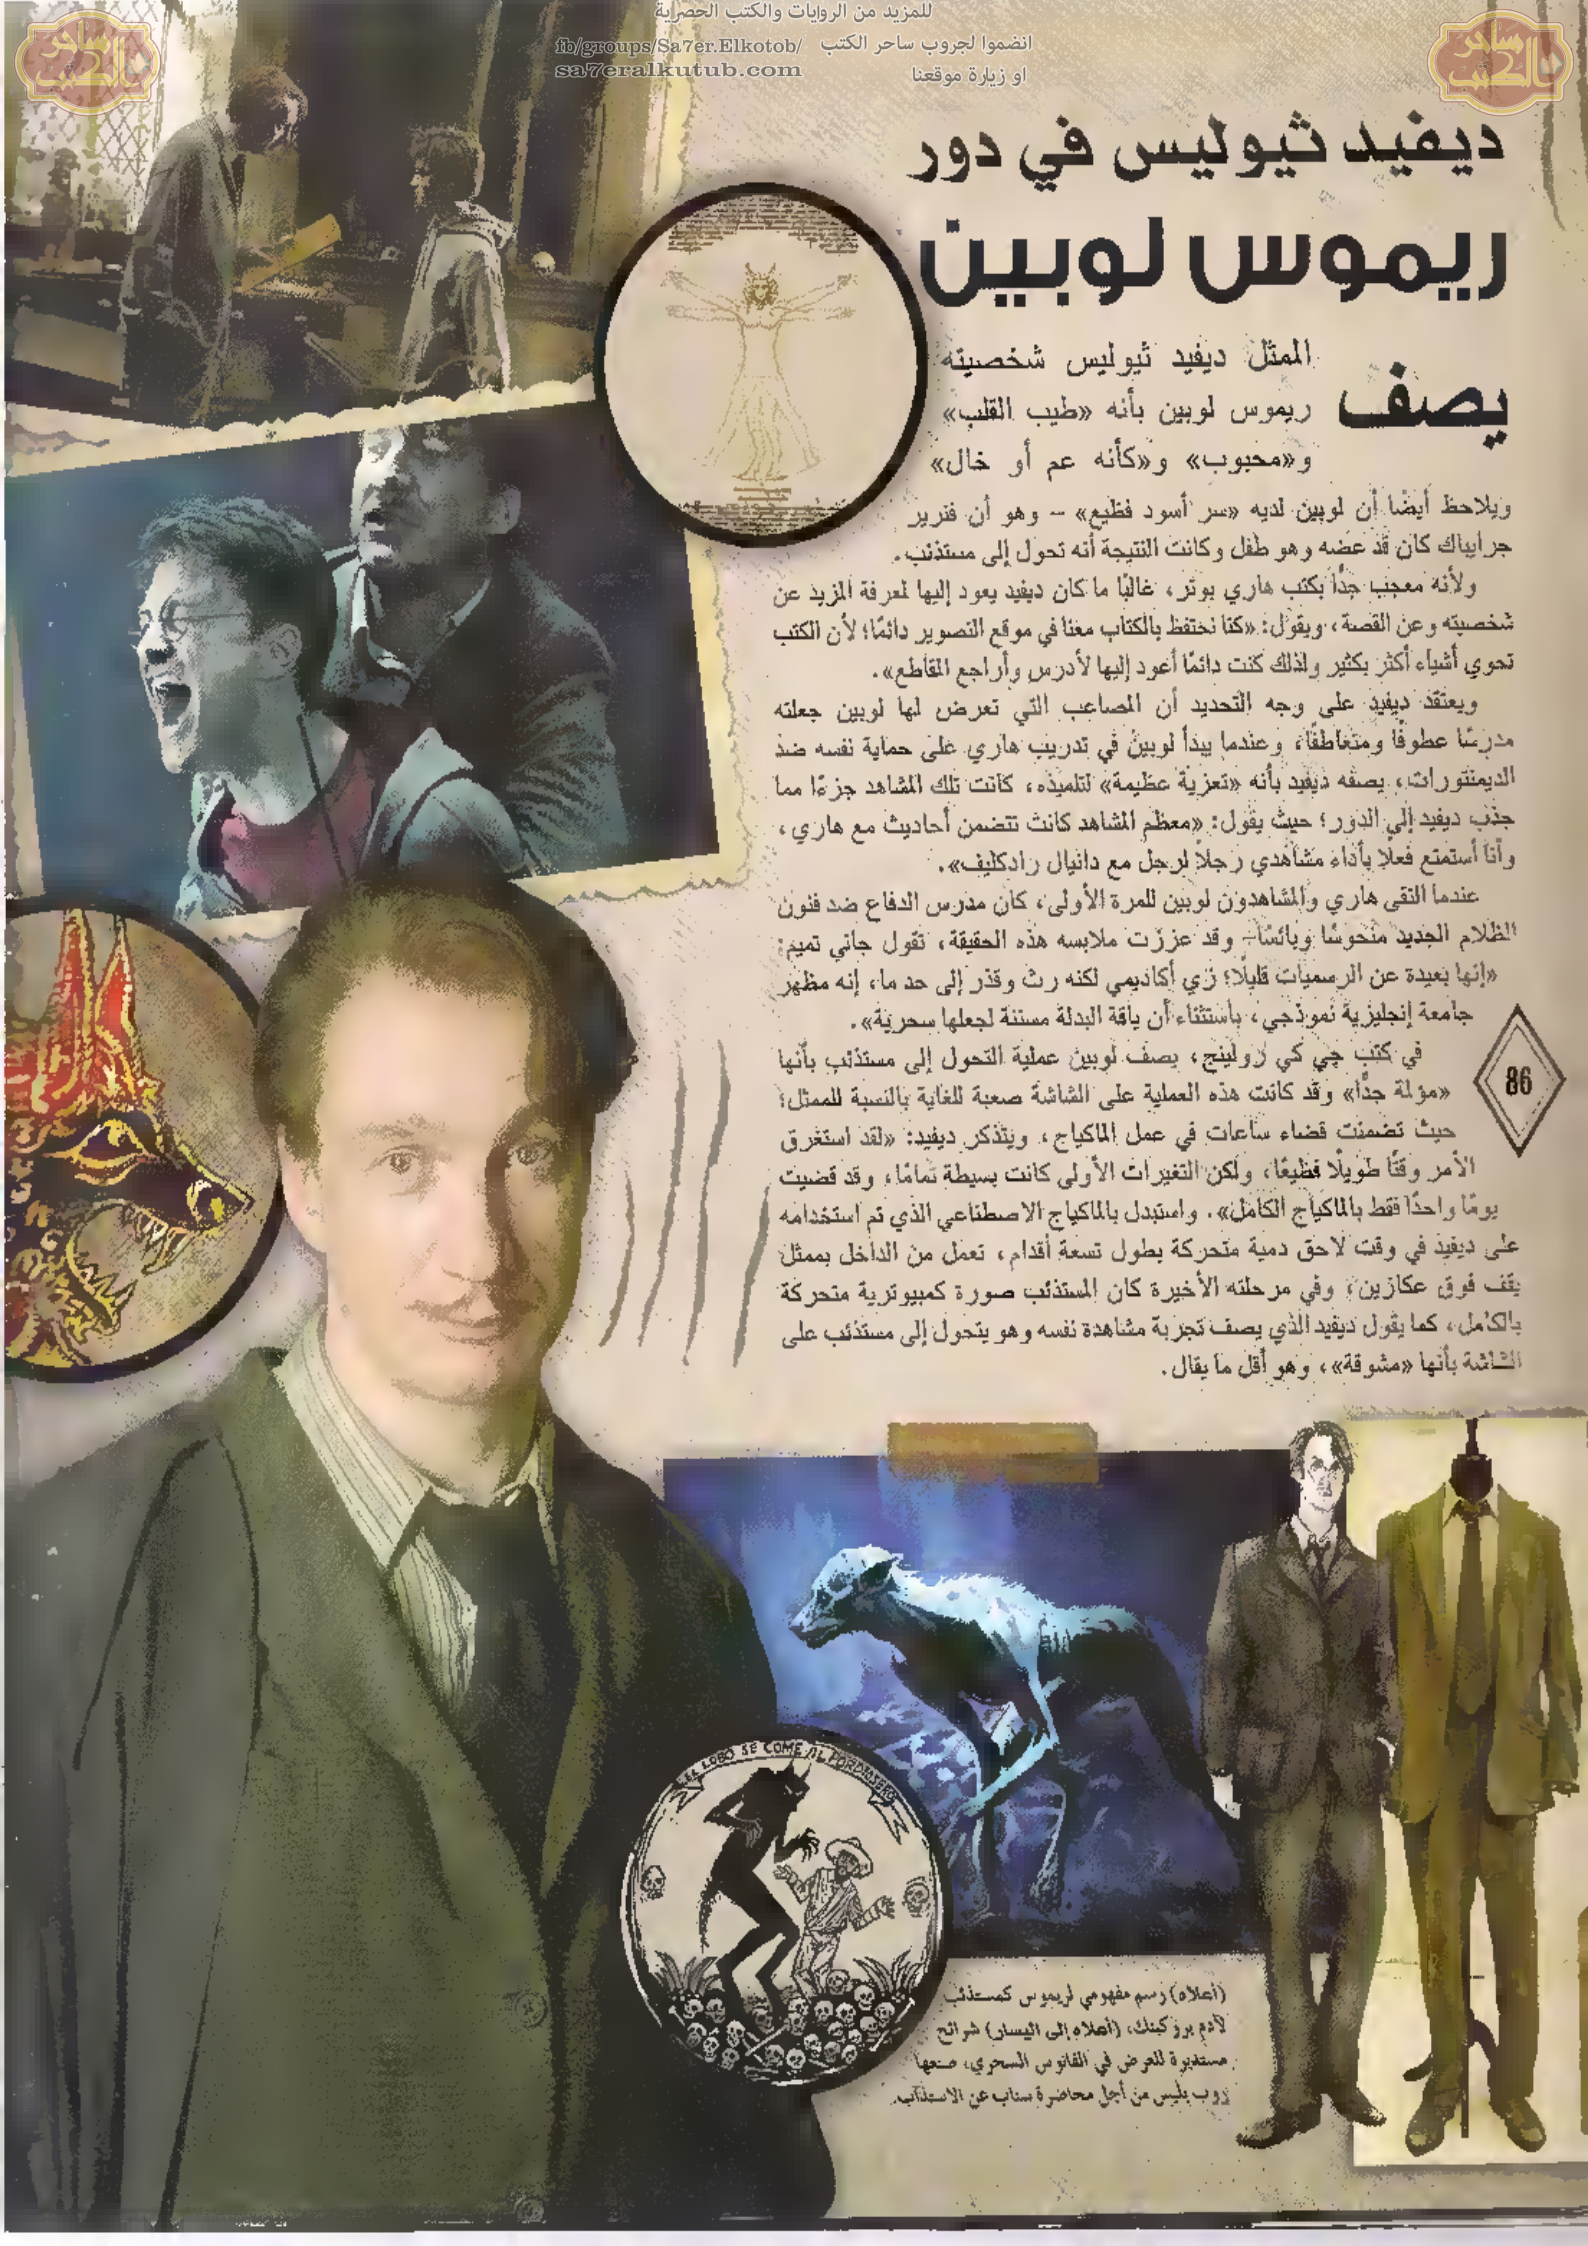 للمزيد من الروايات والكتب الحصرية
انضموا لجروب ساحر الكتب fb/groups/Sa7er.Elkotob/
او زيارة موقعنا sa7eralkutub.com
ساحر الكتب
ساحر الكتب
ديفيد ثيوليس في دور
ريموس لوبين
يصف الممثل ديفيد ثيوليس شخصيته
ريموس لوبين بأنه «طيب القلب»
و«محبوب» و«كأنه عم أو خال»
ويلاحظ أيضًا أن لوبين لديه «سر أسود فظيع» – وهو أن فنرير
جرايباك كان قد عضه وهو طفل وكانت النتيجة أنه تحول إلى مستذئب.
ولأنه معجب جدًّا بكتب هاري بوتر، غالبًا ما كان ديفيد يعود إليها لمعرفة المزيد عن
شخصيته وعن القصة، ويقول: «كنا نحتفظ بالكتاب معنا في موقع التصوير دائمًا؛ لأن الكتب
تحوي أشياء أكثر بكثير ولذلك كنت دائمًا أعود إليها لأدرس وأراجع المقاطع».
ويعتقد ديفيد على وجه التحديد أن المصاعب التي تعرض لها لوبين جعلته
مدرسًا عطوفًا ومتعاطفًا، وعندما يبدأ لوبين في تدريب هاري على حماية نفسه ضد
الديمنتورات، يصفه ديفيد بأنه «تعزية عظيمة» لتلميذه، كانت تلك المشاهد جزءًا مما
جذب ديفيد إلى الدور؛ حيث يقول: «معظم المشاهد كانت تتضمن أحاديث مع هاري،
وأنا أستمتع فعلًا بأداء مشاهدي رجلًا لرجل مع دانيال رادكليف».
عندما التقى هاري والمشاهدون لوبين للمرة الأولى، كان مدرس الدفاع ضد فنون
الظلام الجديد منحوسًا وبائسًا– وقد عززت ملابسه هذه الحقيقة، تقول جاني تميم:
«إنها بعيدة عن الرسميات قليلًا؛ زي أكاديمي لكنه رث وقذر إلى حد ما، إنه مظهر
جامعة إنجليزية نموذجي، باستثناء أن ياقة البدلة مسننة لجعلها سحرية».
في كتب جي كي رولينج، يصف لوبين عملية التحول إلى مستذئب بأنها
«مؤلمة جدًّا» وقد كانت هذه العملية على الشاشة صعبة للغاية بالنسبة للممثل؛
حيث تضمنت قضاء ساعات في عمل الماكياج، ويتذكر ديفيد: «لقد استغرق
الأمر وقتًا طويلًا فظيعًا، ولكن التغيرات الأولى كانت بسيطة تمامًا، وقد قضيت
يومًا واحدًا فقط بالماكياج الكامل». واستبدل بالماكياج الاصطناعي الذي تم استخدامه
على ديفيد في وقت لاحق دمية متحركة بطول تسعة أقدام، تعمل من الداخل بممثل
يقف فوق عكازين؛ وفي مرحلته الأخيرة كان المستذئب صورة كمبيوترية متحركة
بالكامل، كما يقول ديفيد الذي يصف تجربة مشاهدة نفسه وهو يتحول إلى مستذئب على
الشاشة بأنها «مشوقة»، وهو أقل ما يقال.
86
EL LOBO SE COME AL PORDIOSERO
(أعلاه) رسم مفهومي لريموس كمستذئب
لآدم بروكبنك، (أعلاه إلى اليسار) شرائح
مستديرة للعرض في الفانوس السحري، صنعها
روب بليس من أجل محاضرة سناب عن الاستذآب.